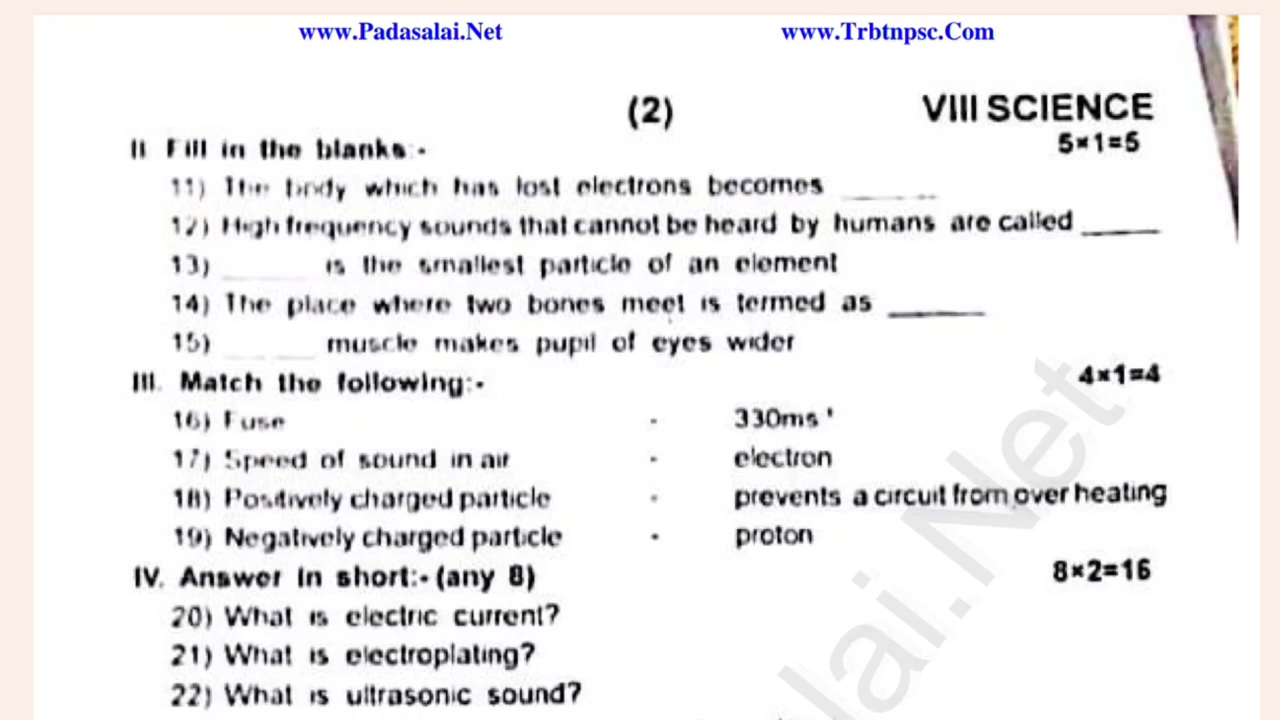 www.Padasalai.Net www.Trbtnpsc.Com
(2) VIII SCIENCE
II Fill in the blanks:- 5×1=5
11) The body which has lost electrons becomes ______
12) High frequency sounds that cannot be heard by humans are called _____
13) ______ is the smallest particle of an element
14) The place where two bones meet is termed as ______
15) ______ muscle makes pupil of eyes wider
III. Match the following:- 4×1=4
16) Fuse - 330ms '
17) Speed of sound in air - electron
18) Positively charged particle - prevents a circuit from over heating
19) Negatively charged particle - proton
IV. Answer in short:- (any 8) 8×2=16
20) What is electric current?
21) What is electroplating?
22) What is ultrasonic sound?
lai.Net